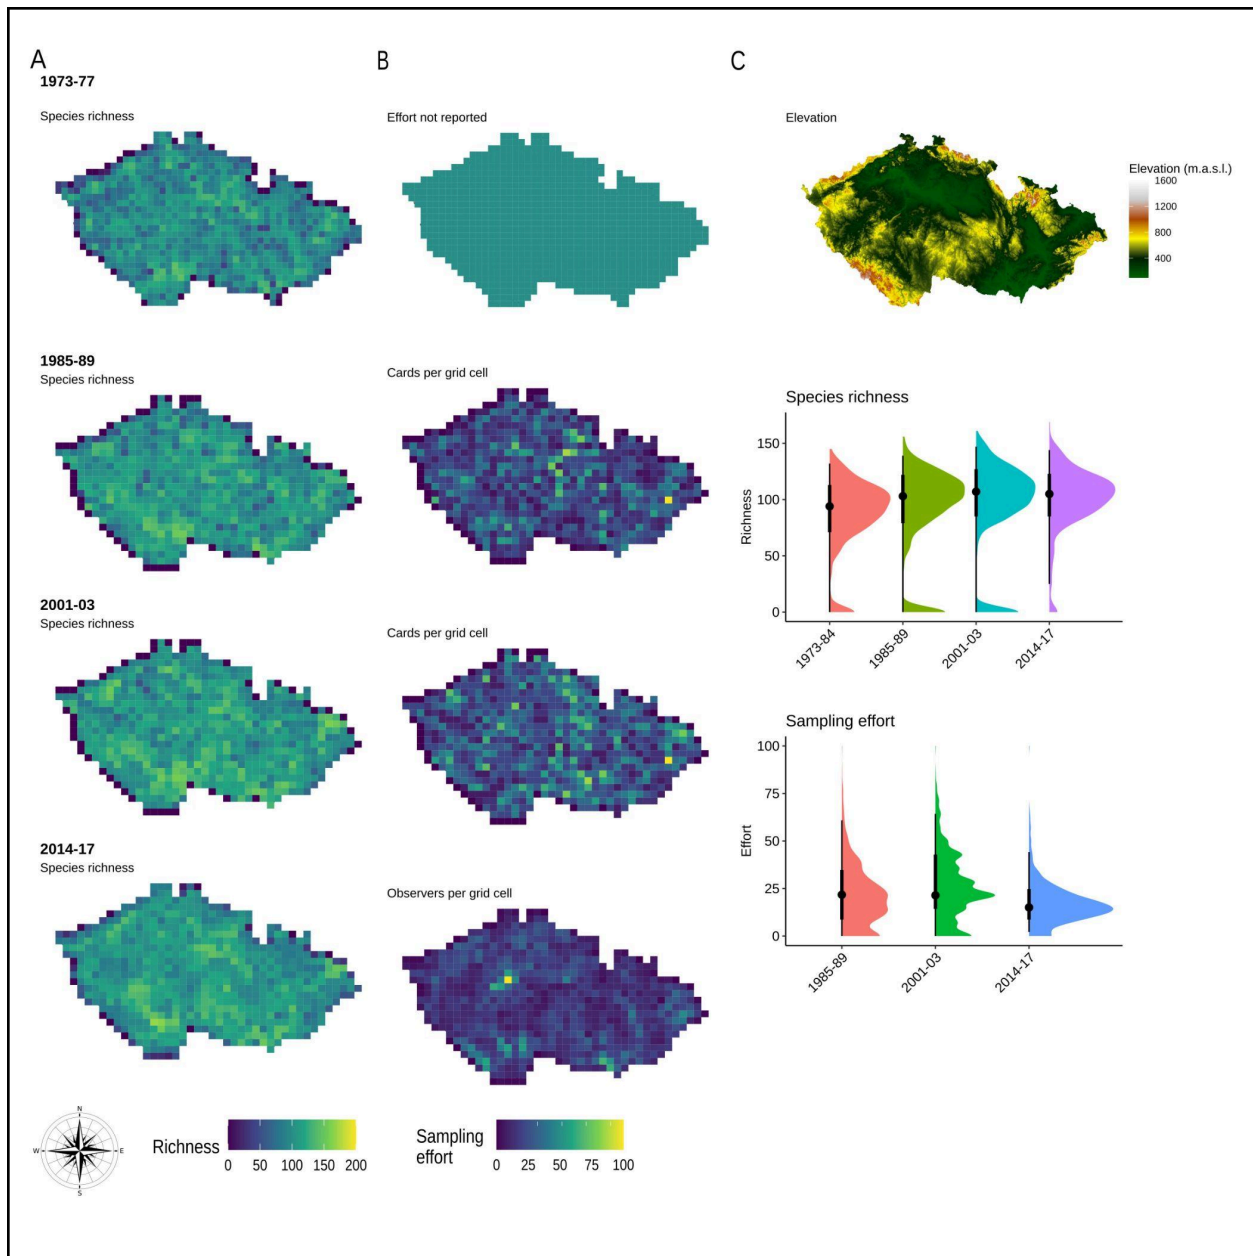 A
1973-77
Species richness
1985-89
Species richness
2001-03
Species richness
2014-17
Species richness
N
W
E
S
Richness
0 50 100 150 200
B
Effort not reported
Cards per grid cell
Cards per grid cell
Observers per grid cell
Sampling
effort
0 25 50 75 100
C
Elevation
Elevation (m.a.s.l.)
1600
1200
800
400
Species richness
Richness
150
100
50
0
1973-84
1985-89
2001-03
2014-17
Sampling effort
Effort
100
75
50
25
0
1985-89
2001-03
2014-17